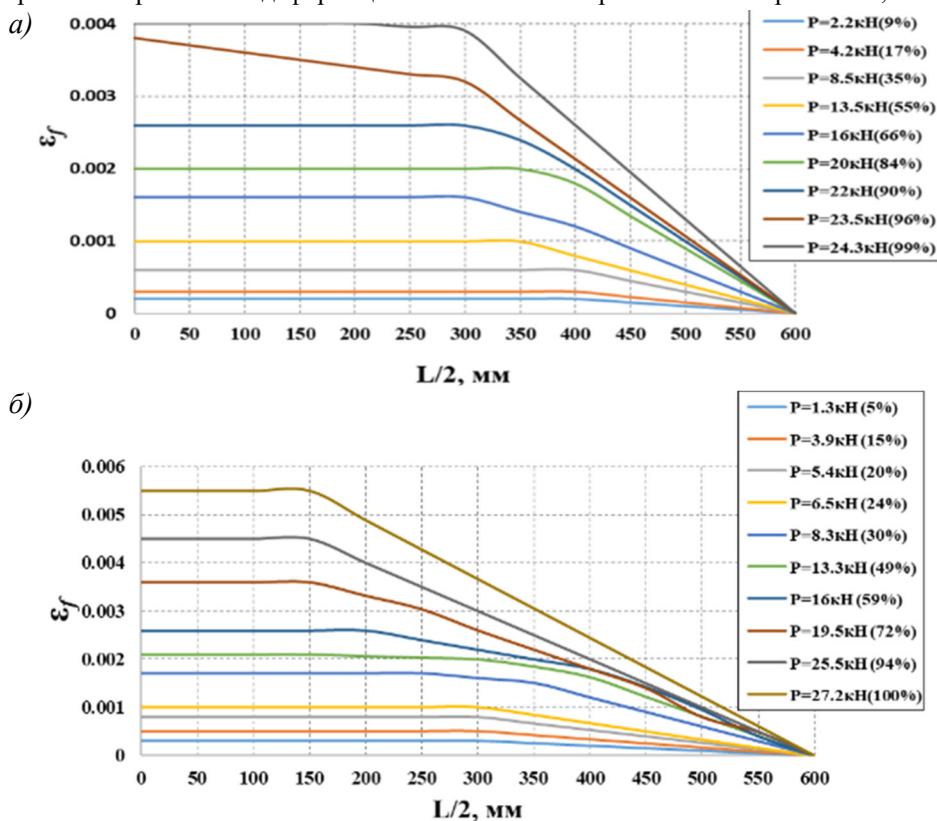 а)
0.004
0.003
0.002
0.001
0
εf
0 50 100 150 200 250 300 350 400 450 500 550 600
L/2, мм
P=2.2кН(9%)
P=4.2кН(17%)
P=8.5кН(35%)
P=13.5кН(55%)
P=16кН(66%)
P=20кН(84%)
P=22кН(90%)
P=23.5кН(96%)
P=24.3кН(99%)
б)
0.006
0.005
0.004
0.003
0.002
0.001
0
εf
0 50 100 150 200 250 300 350 400 450 500 550 600
L/2, мм
P=1.3кН (5%)
P=3.9кН (15%)
P=5.4кН (20%)
P=6.5кН (24%)
P=8.3кН (30%)
P=13.3кН (49%)
P=16кН (59%)
P=19.5кН (72%)
P=25.5кН (94%)
P=27.2кН (100%)